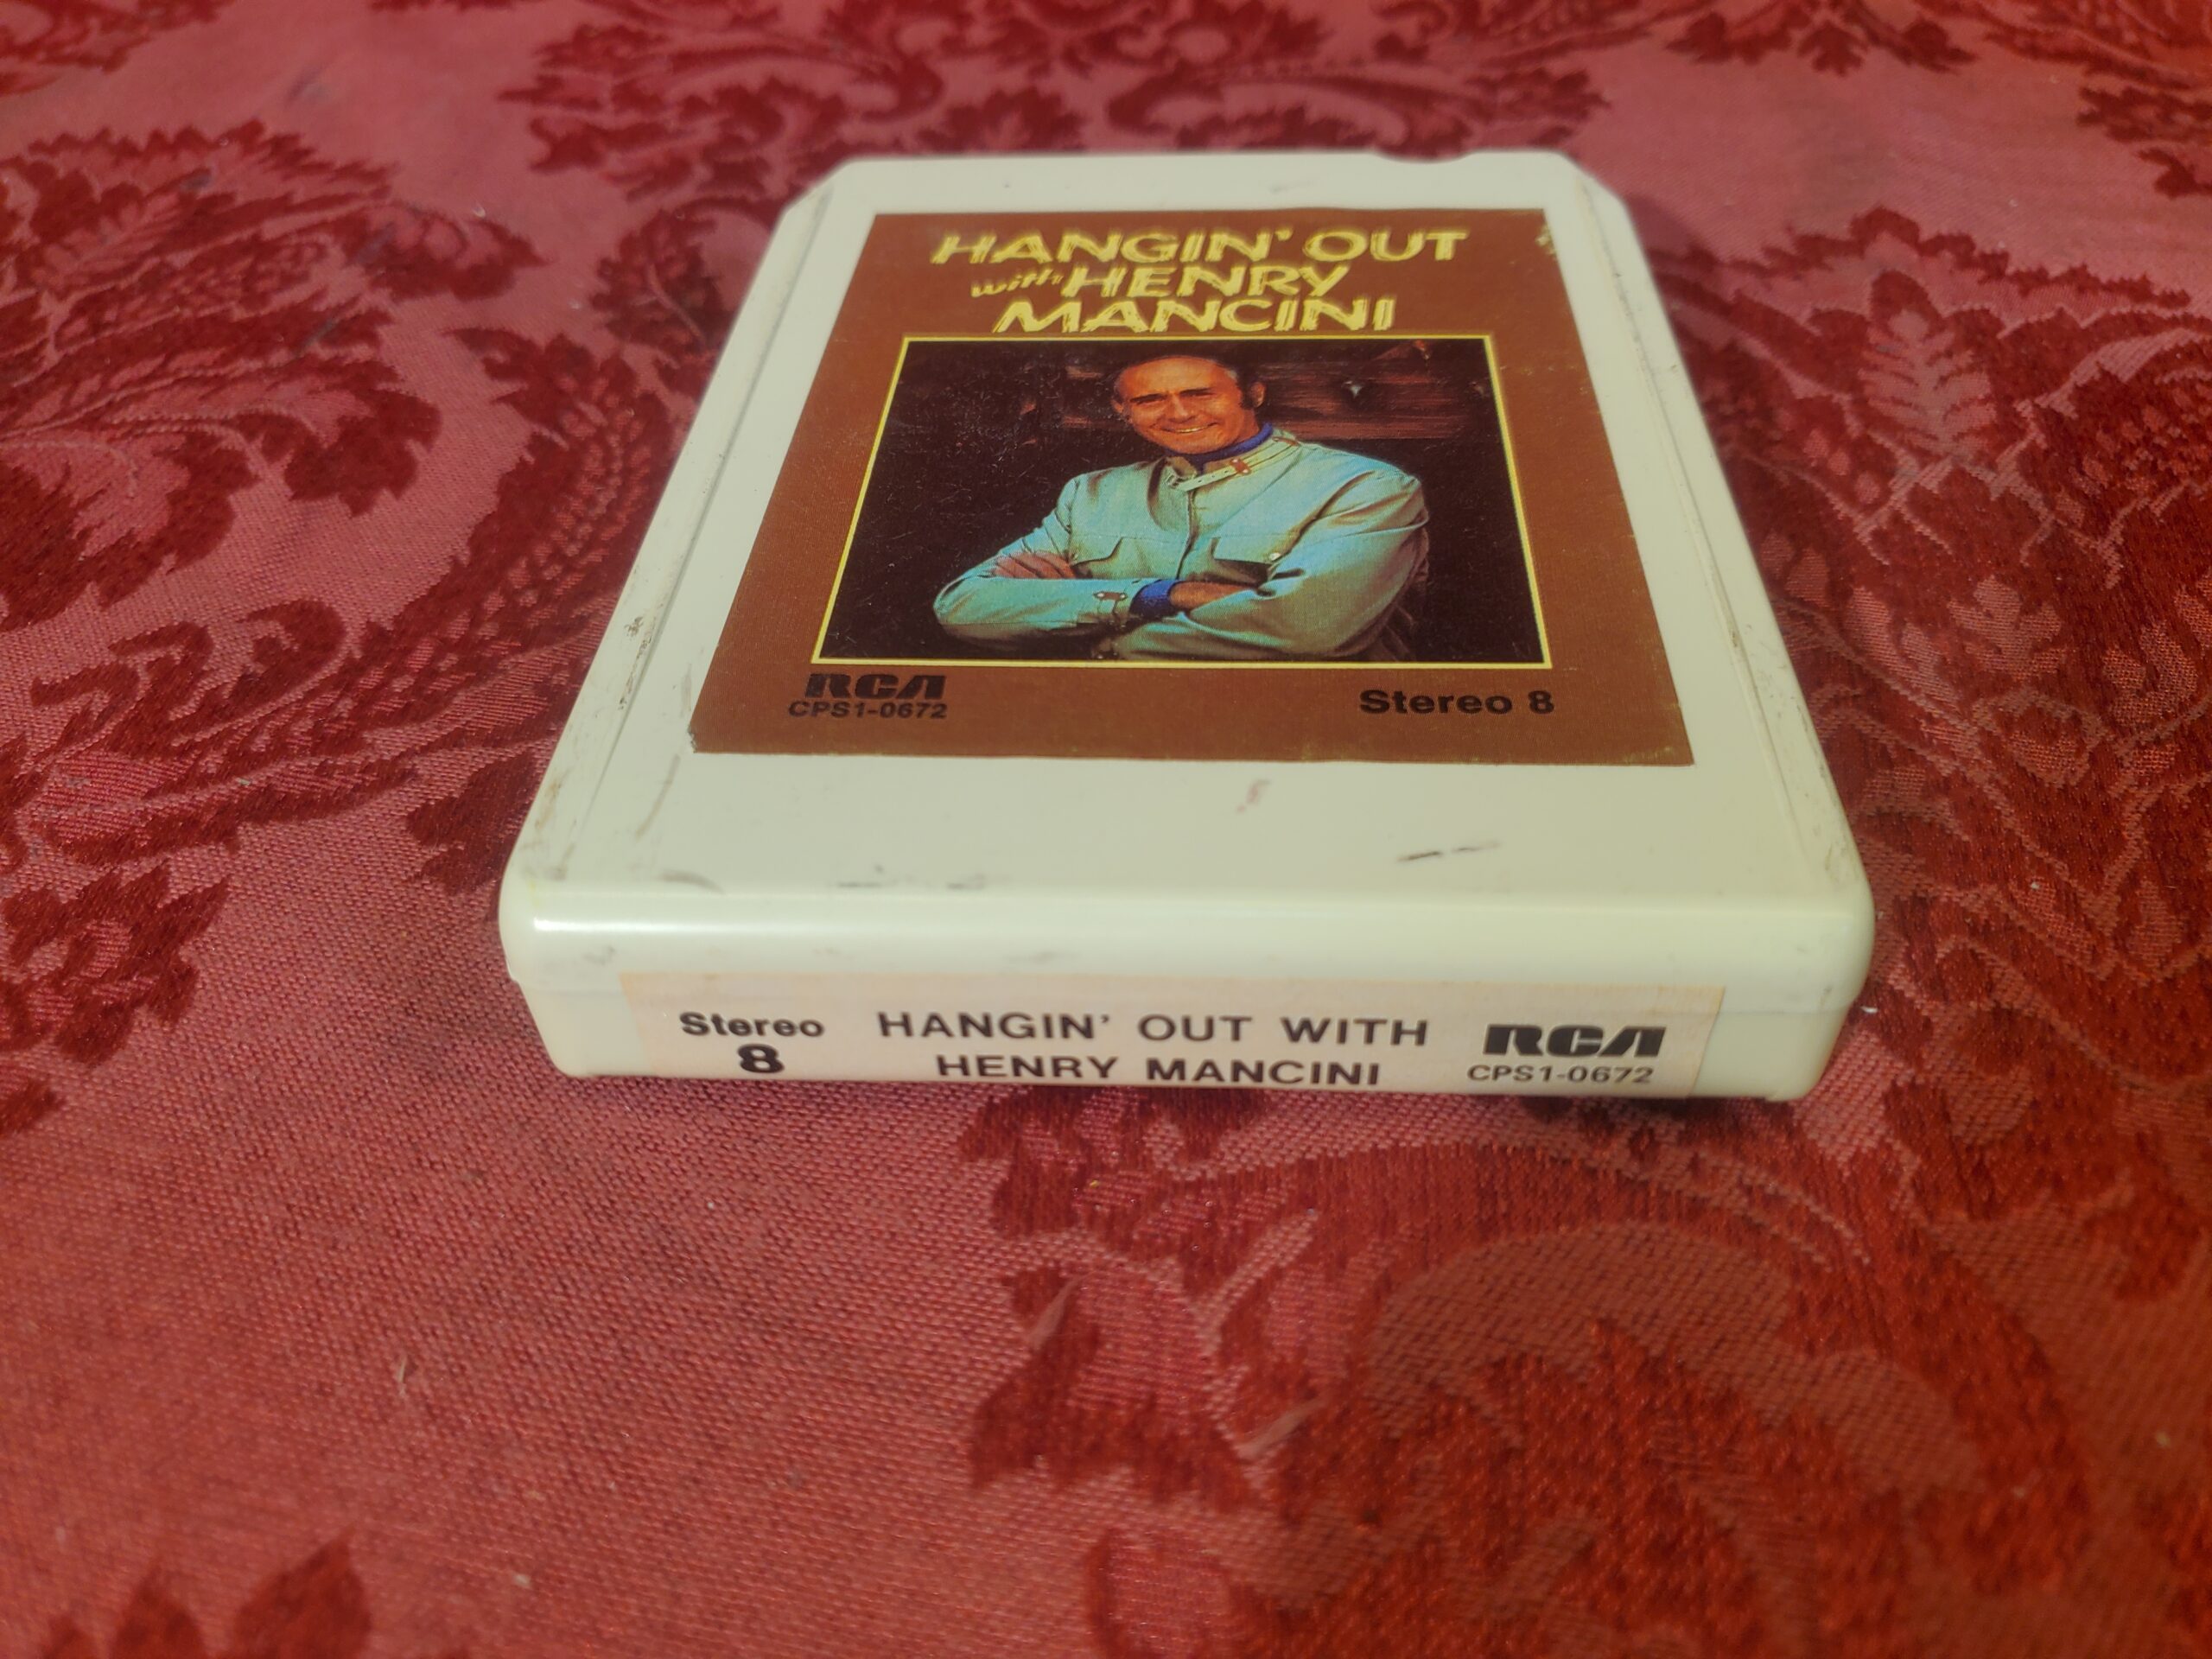 HANGIN' OUT
with HENRY
MANCINI
RCA
CPS1-0672
Stereo 8
Stereo
8
HANGIN' OUT WITH
HENRY MANCINI
RCA
CPS1-0672